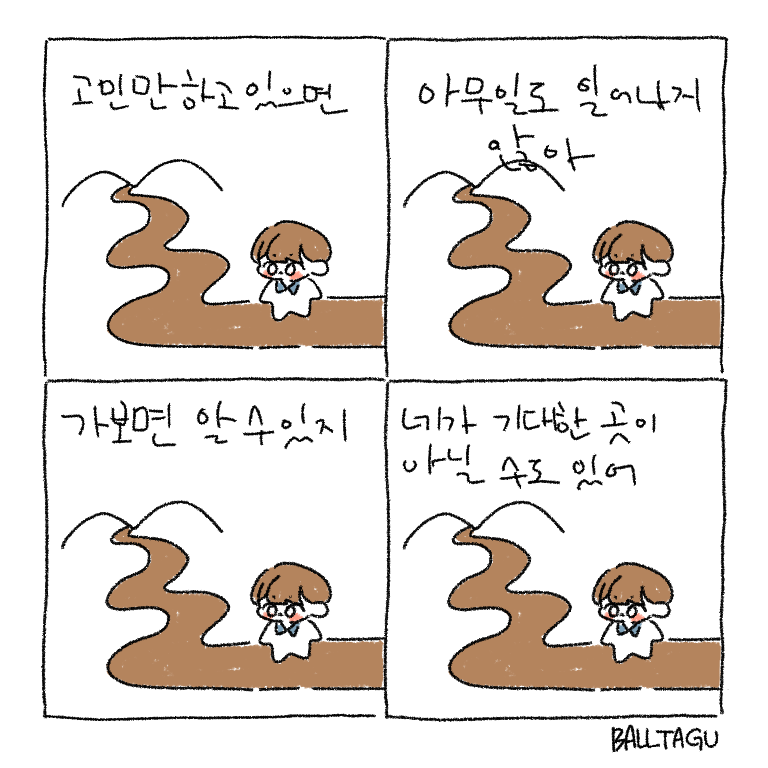 고민만 하고 있으면
아무일도 일어나지
않아
가보면 알 수 있지
네가 기대한 곳이
아닐 수도 있어
BALLTAGU